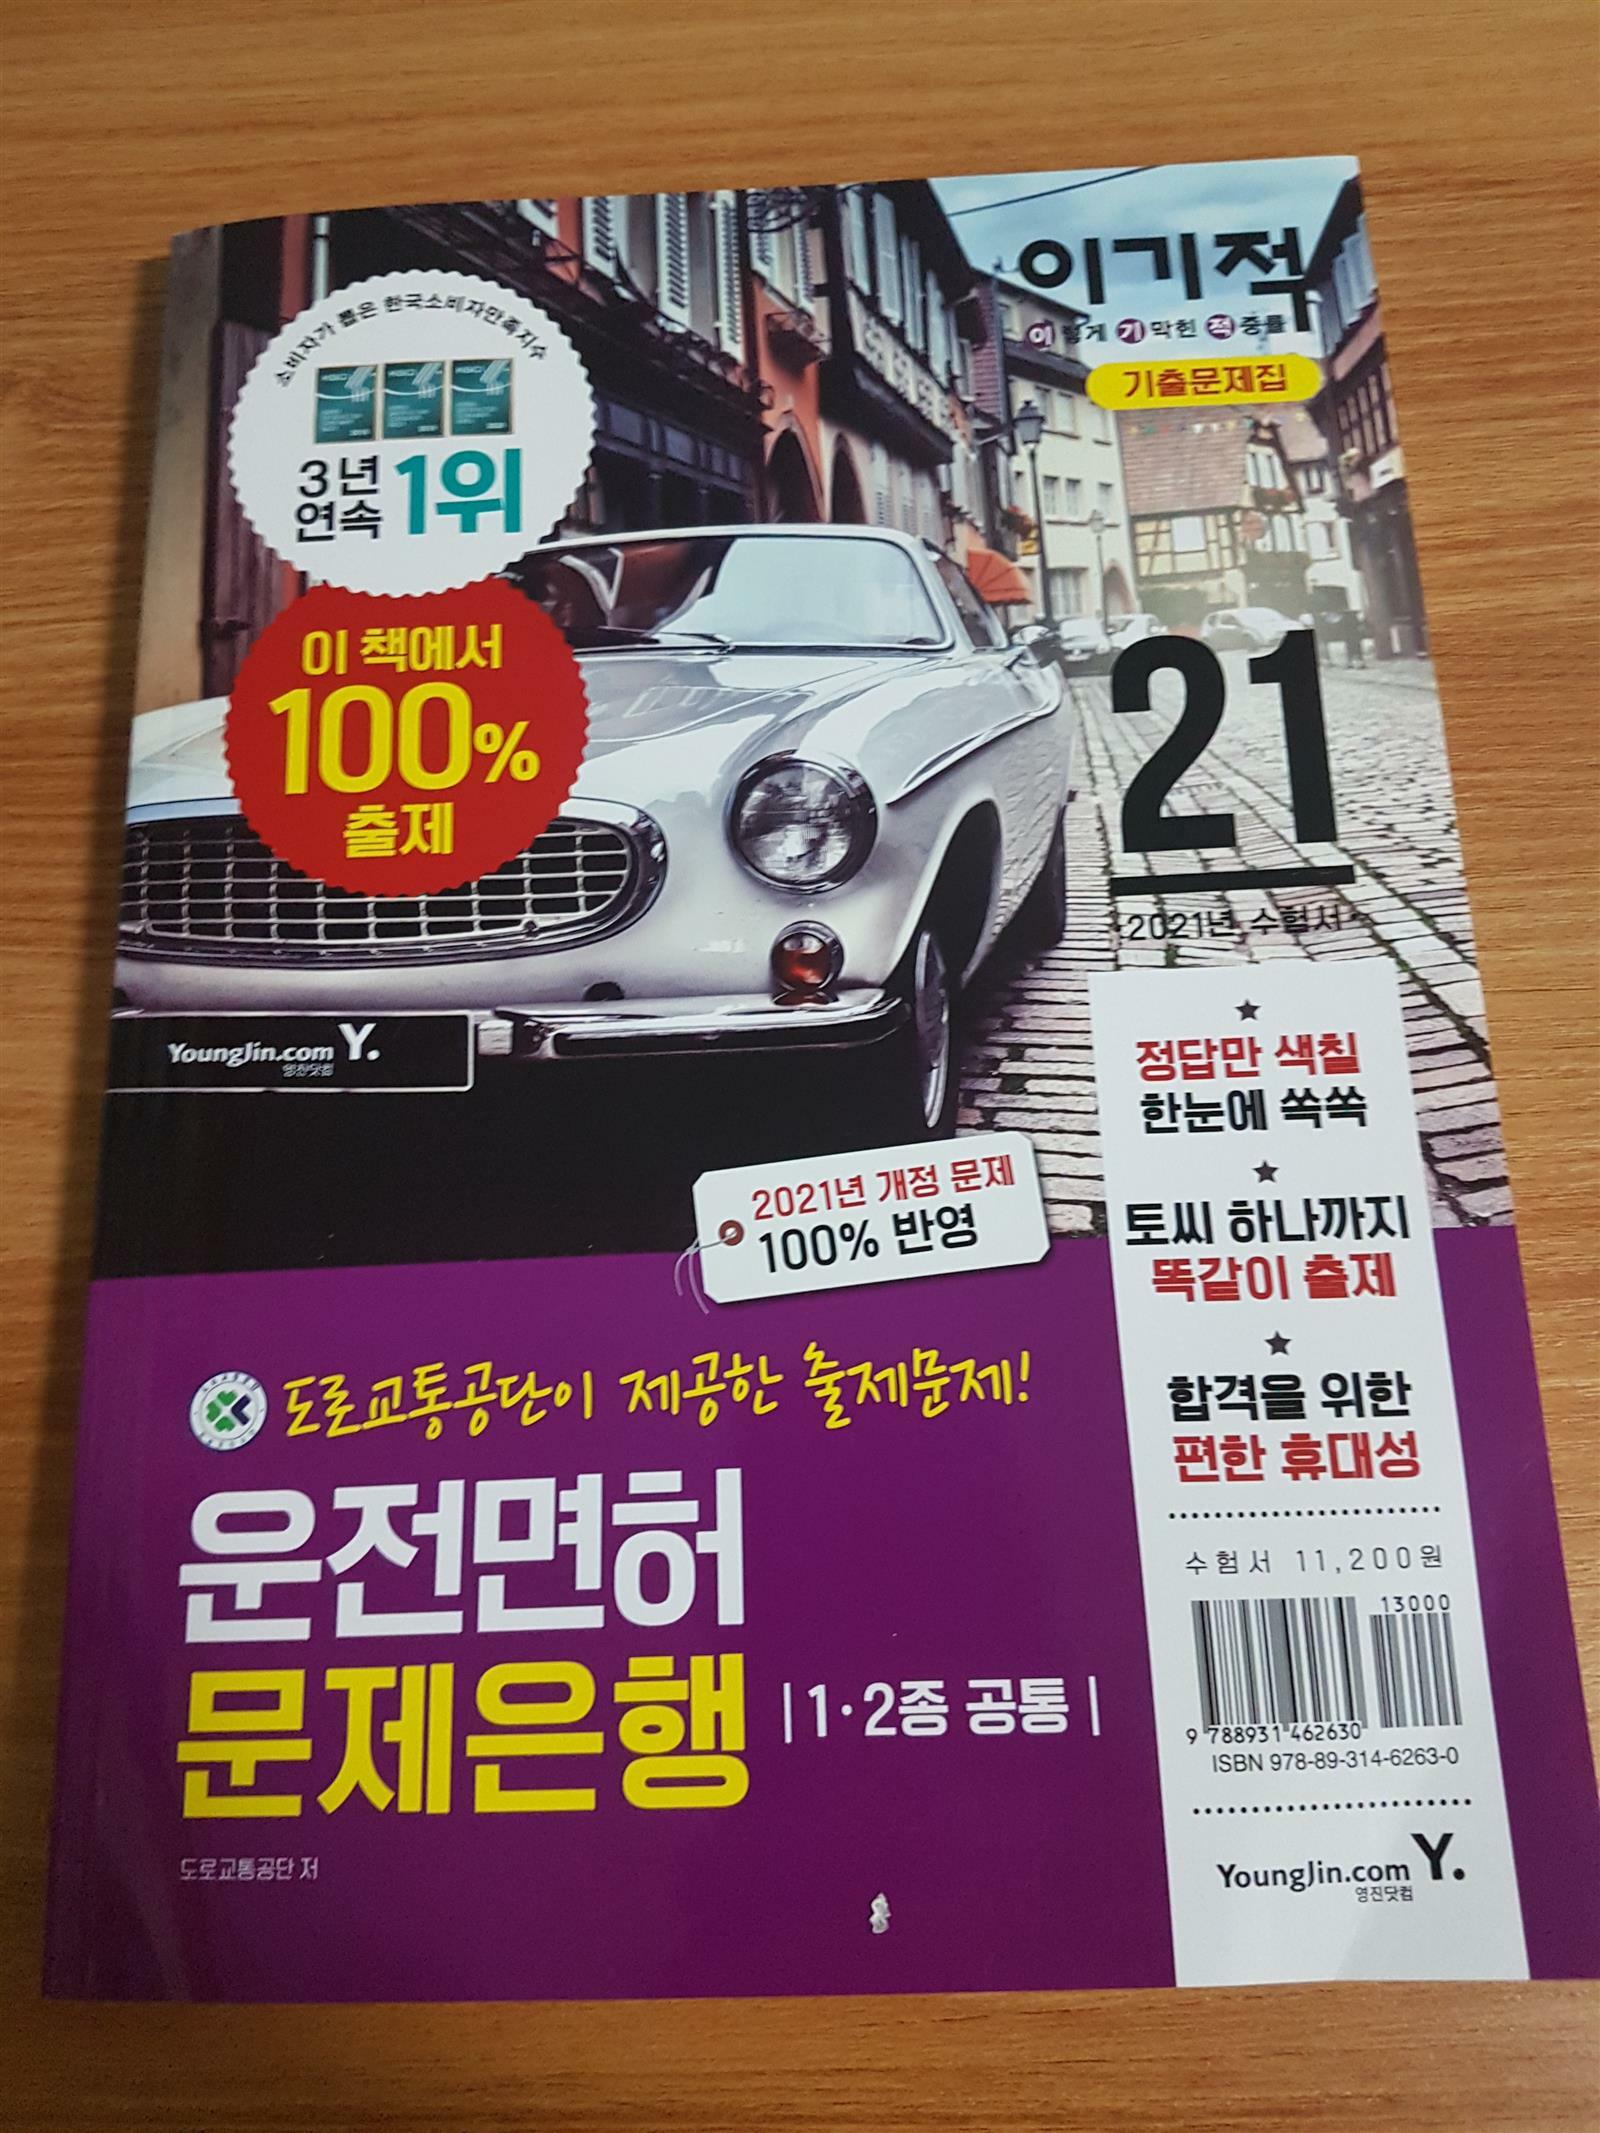 소비자가 뽑은 한국소비자만족지수
3년
연속 1위
이 책에서
100%
출제
이기적
이렇게 기막힌 적중률
기출문제집
21
2021년 수험서
YoungJin.com Y.
영진닷컴
2021년 개정 문제
100% 반영
정답만 색칠
한눈에 쏙쏙
토씨 하나까지
똑같이 출제
합격을 위한
편한 휴대성
수험서 11,200원
13000
9 788931 462630
ISBN 978-89-314-6263-0
YoungJin.com Y.
영진닷컴
도로교통공단이 제공한 출제문제!
운전면허
문제은행
1·2종 공통
도로교통공단 저